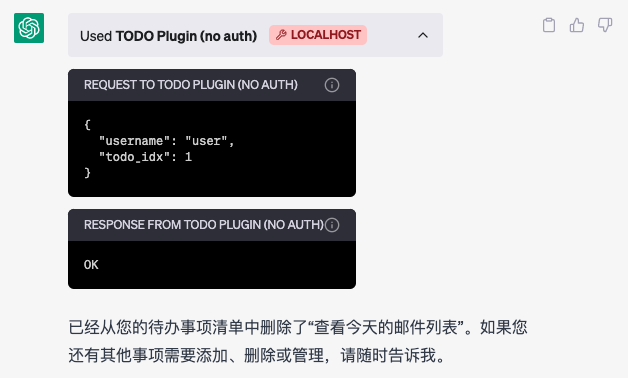 Used TODO Plugin (no auth) LOCALHOST
REQUEST TO TODO PLUGIN (NO AUTH)
{
"username": "user",
"todo_idx": 1
}
RESPONSE FROM TODO PLUGIN (NO AUTH)
OK
已经从您的待办事项清单中删除了“查看今天的邮件列表”。如果您
还有其他事项需要添加、删除或管理，请随时告诉我。